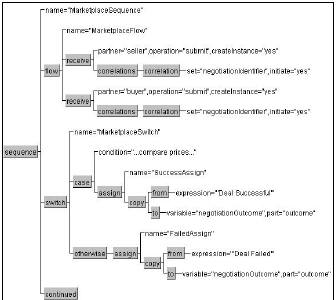 name="MarketplaceSequence"
name="MarketplaceFlow"
partner="seller",operation="submit",createInstance="yes"
receive
correlations correlation set="negotiationIdentifier",initiate="yes"
flow
partner="buyer",operation="submit",createInstance="yes"
receive
correlations correlation set="negotiationIdentifier",initiate="yes"
name="MarketplaceSwitch"
sequence
condition="...compare prices..."
case
name="SuccessAssign"
assign
from expression="Deal Successful"
copy
switch
to variable="negotiationOutcome",part="outcome"
name="FailedAssign"
otherwise assign
from expression="Deal Failed"
copy
to variable="negotiationOutcome",part="outcome"
continued